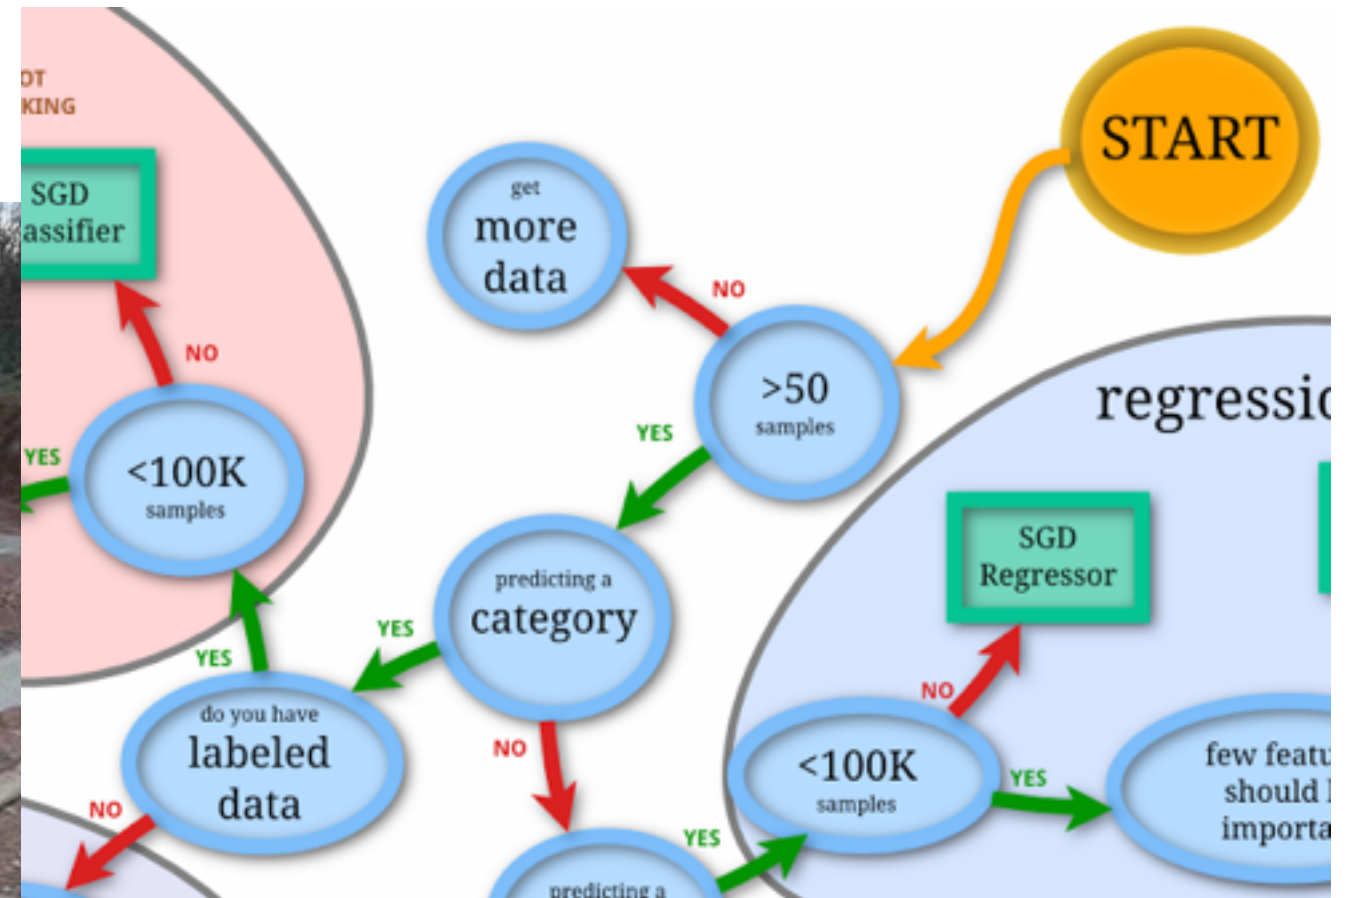 OT
KING
SGD
assifier
NO
YES
<100K
samples
YES
START
get
more
data
NO
>50
samples
YES
predicting a
category
YES
NO
do you have
labeled
data
NO
regressio
SGD
Regressor
NO
<100K
samples
YES
few featu
should
importa
YES
predicting a